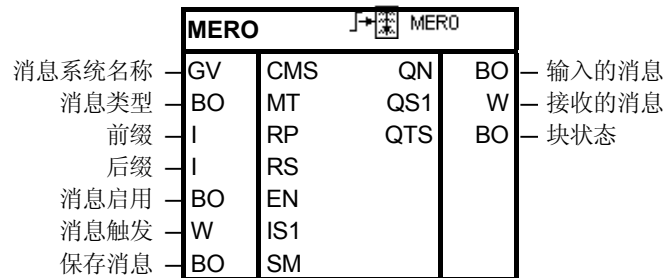 MERO MERO
消息系统名称 GV CMS QN BO 输入的消息
消息类型 BO MT QS1 W 接收的消息
前缀 I RP QTS BO 块状态
后缀 I RS
消息启用 BO EN
消息触发 W IS1
保存消息 BO SM